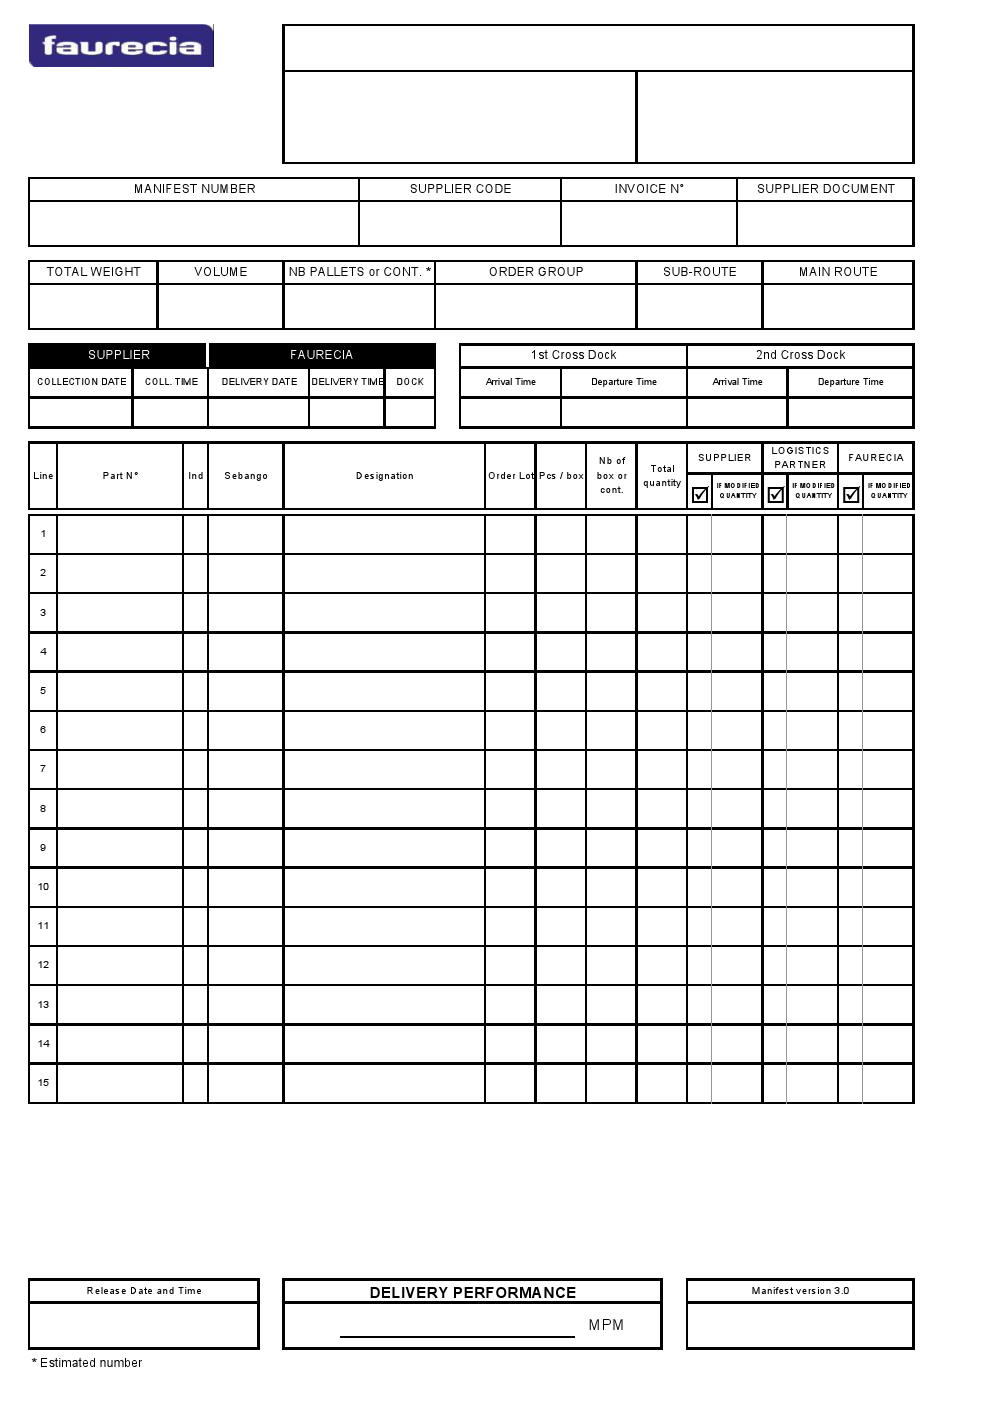 faurecia
MANIFEST NUMBER SUPPLIER CODE INVOICE N° SUPPLIER DOCUMENT
TOTAL WEIGHT VOLUME NB PALLETS or CONT. * ORDER GROUP SUB-ROUTE MAIN ROUTE
SUPPLIER FAURECIA 1st Cross Dock 2nd Cross Dock
COLLECTION DATE COLL. TIME DELIVERY DATE DELIVERY TIME DOCK Arrival Time Departure Time Arrival Time Departure Time
Line Part N° Ind Sebango Designation Order Lot Pcs / box Nb of box or cont. Total quantity SUPPLIER LOGISTICS PARTNER FAURECIA
IF MODIFIED QUANTITY IF MODIFIED QUANTITY IF MODIFIED QUANTITY
1
2
3
4
5
6
7
8
9
10
11
12
13
14
15
Release Date and Time DELIVERY PERFORMANCE Manifest version 3.0
MPM
* Estimated number